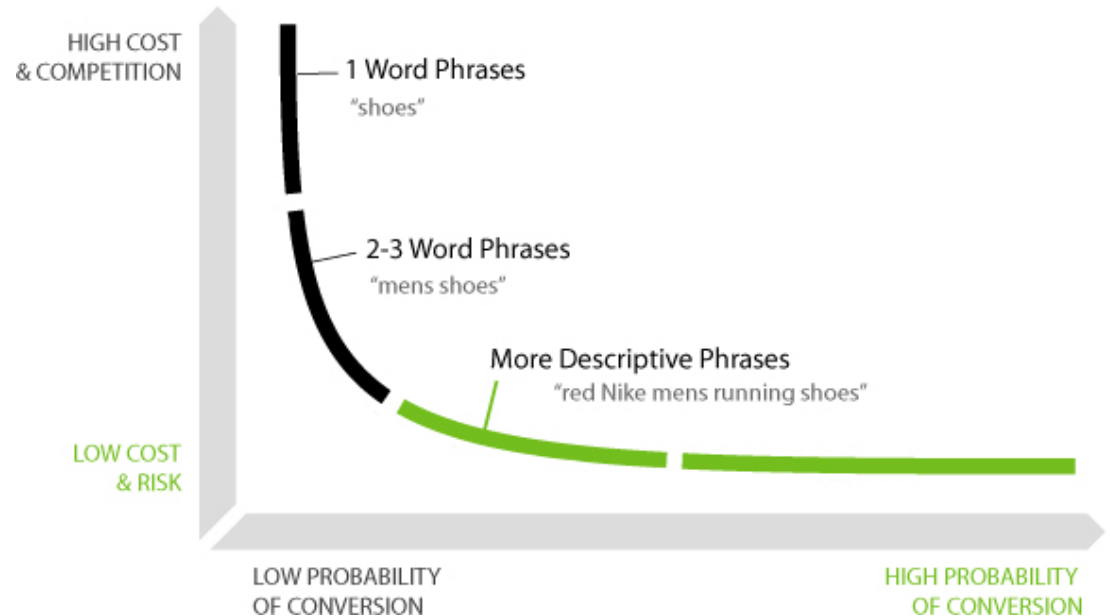 HIGH COST
& COMPETITION
1 Word Phrases
“shoes”
2-3 Word Phrases
“mens shoes”
More Descriptive Phrases
“red Nike mens running shoes”
LOW COST
& RISK
LOW PROBABILITY
OF CONVERSION
HIGH PROBABILITY
OF CONVERSION